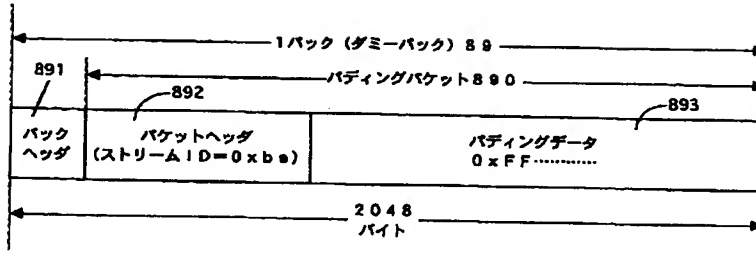 1パック(ダミーパック)89
パディングパケット890
891
892
893
パック
ヘッダ
パケットヘッダ
(ストリームID=0xbe)
パディングデータ
0xFF…………
2048
バイト